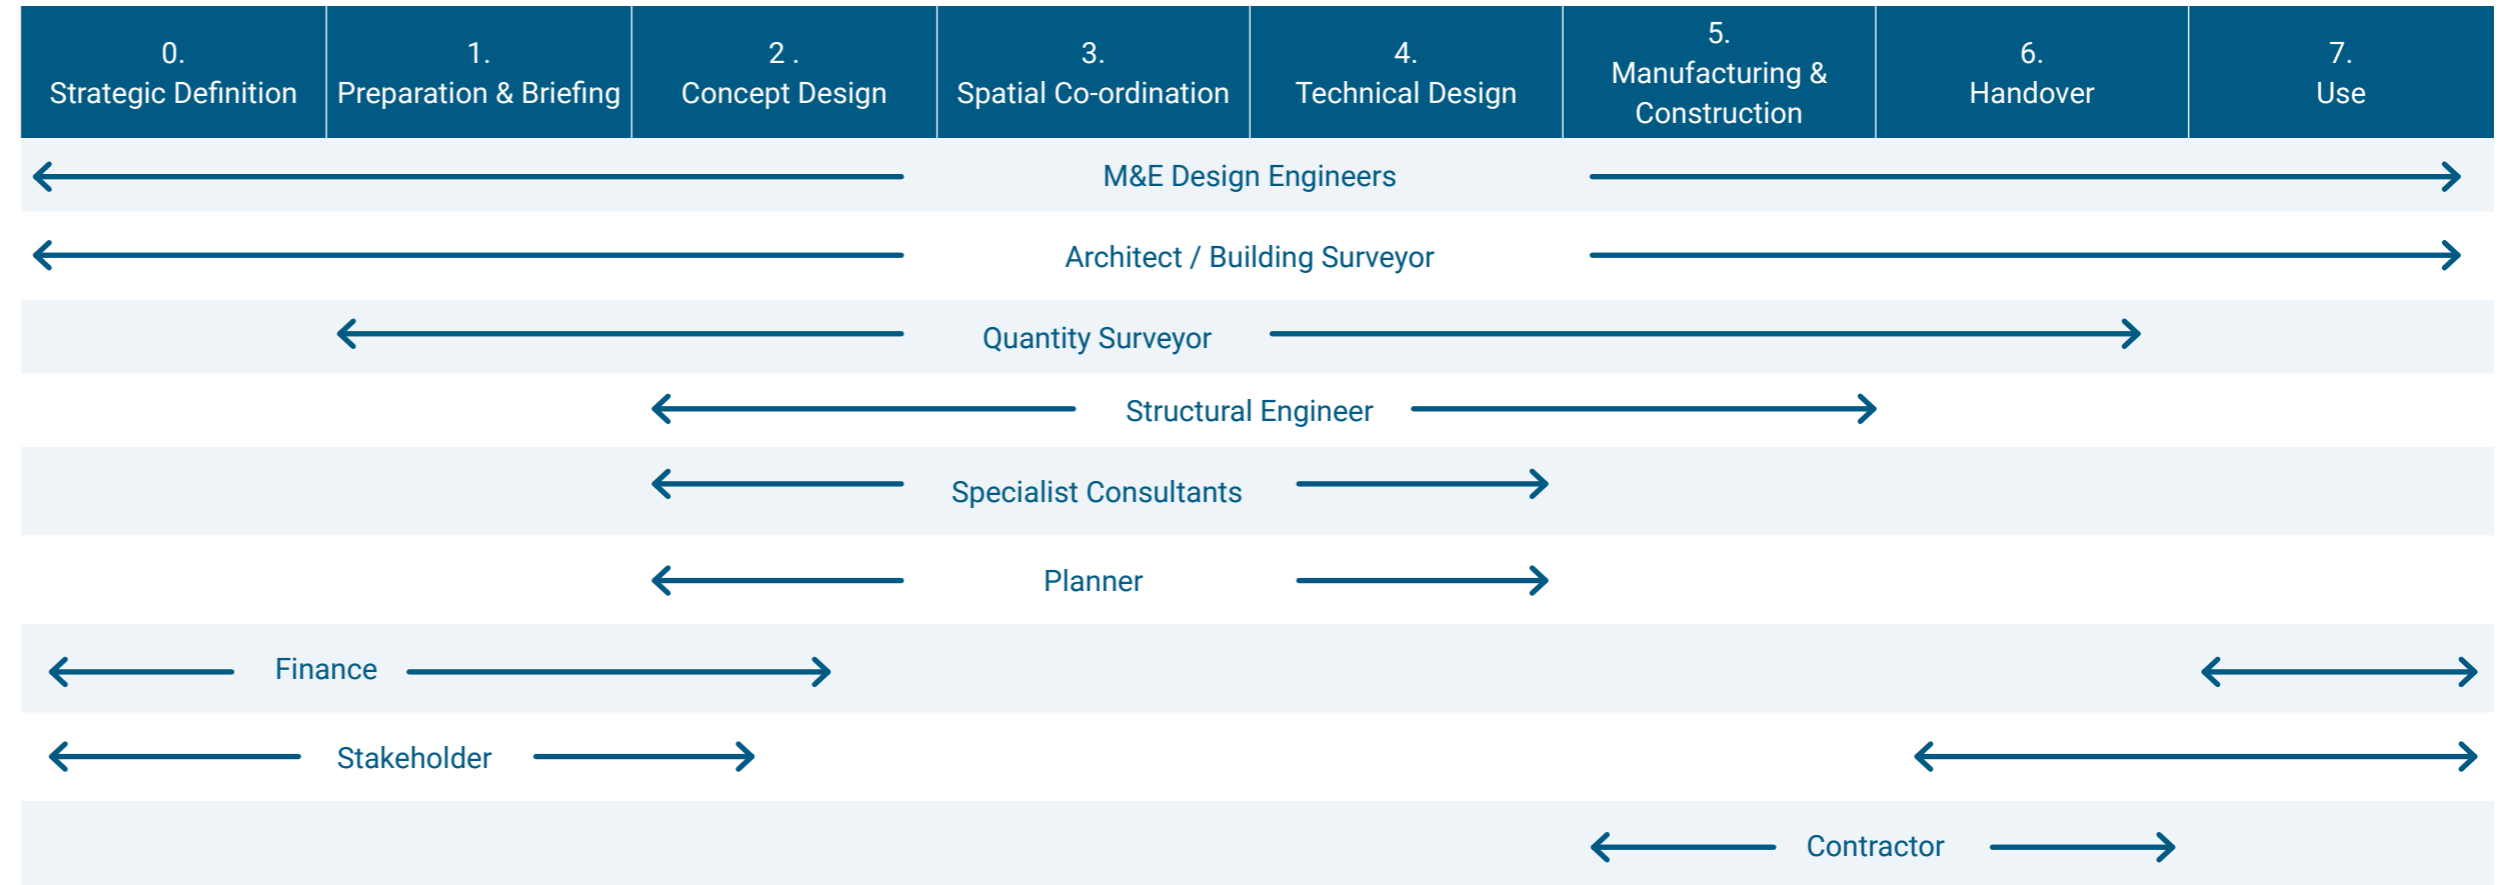 0.
Strategic Definition
1.
Preparation & Briefing
2 .
Concept Design
3.
Spatial Co-ordination
4.
Technical Design
5.
Manufacturing &
Construction
6.
Handover
7.
Use
M&E Design Engineers
Architect / Building Surveyor
Quantity Surveyor
Structural Engineer
Specialist Consultants
Planner
Finance
Stakeholder
Contractor